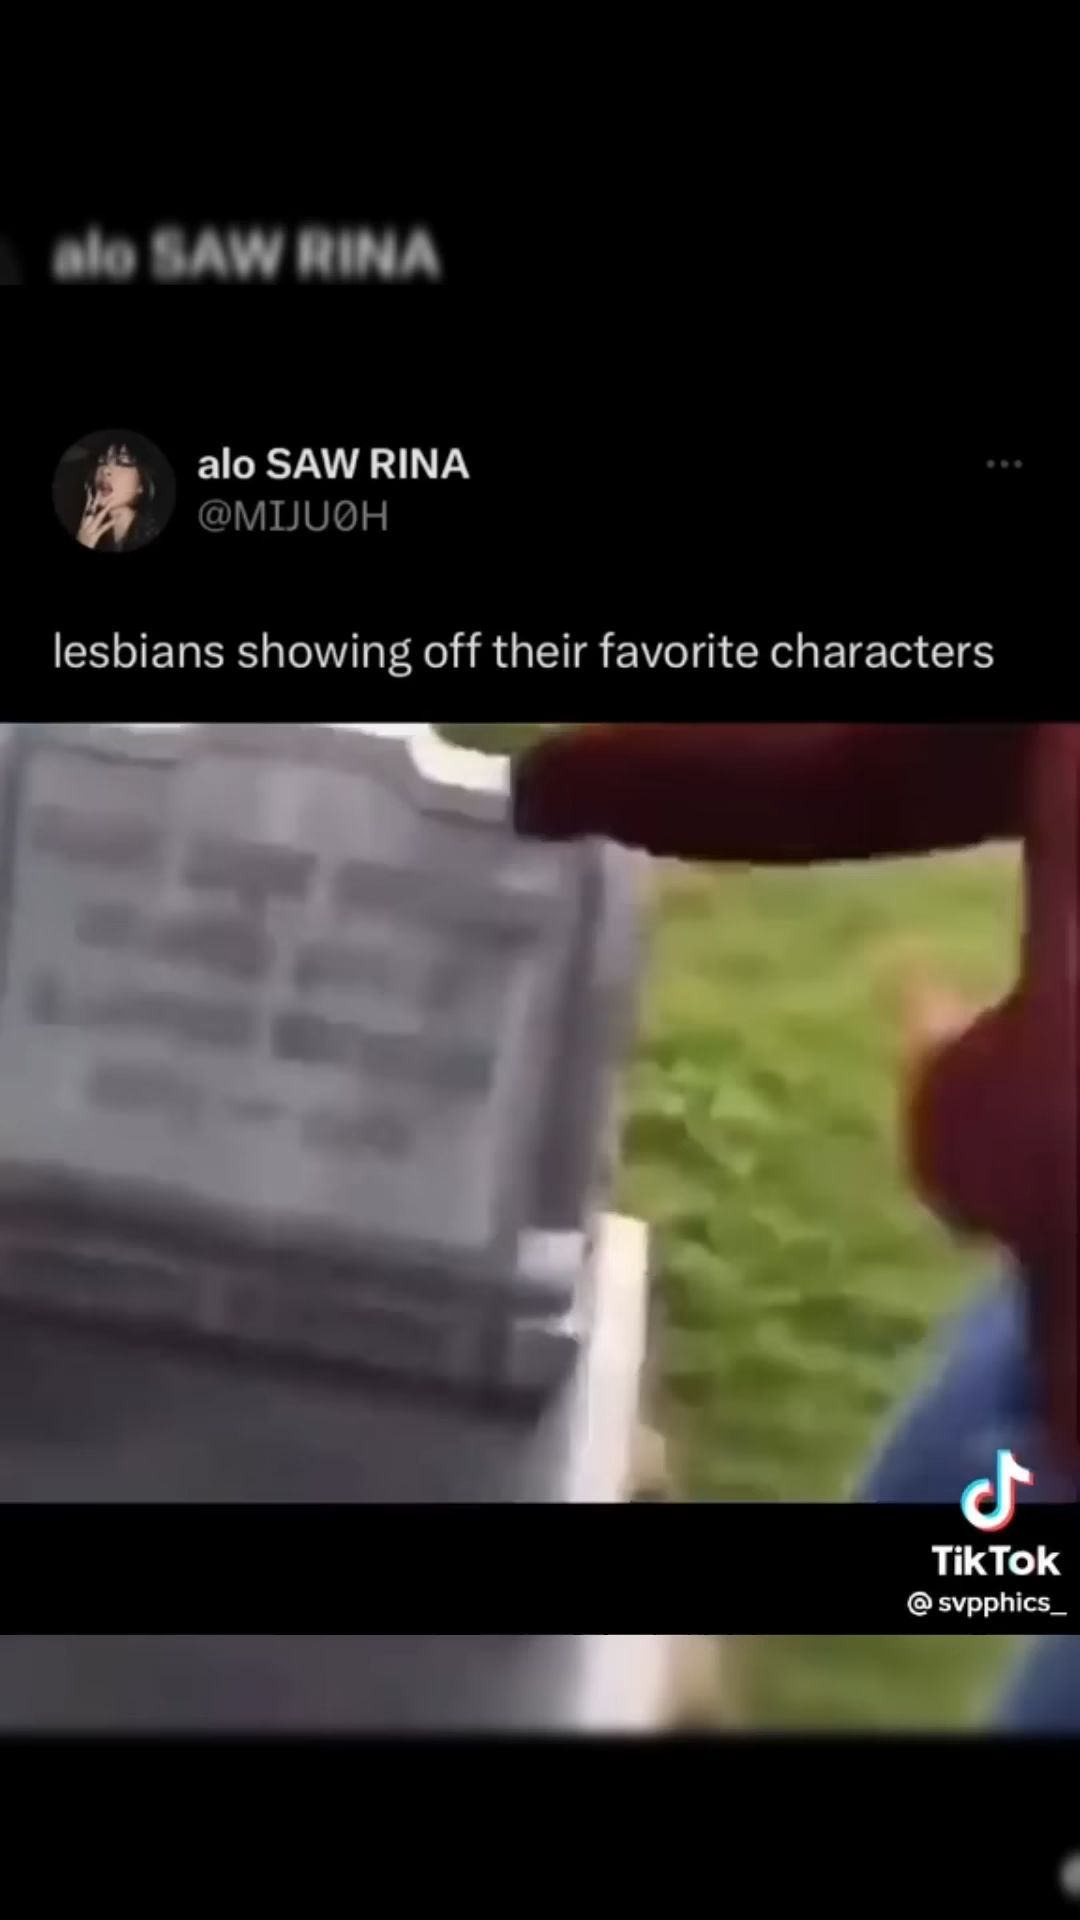 alo SAW RINA
alo SAW RINA
@MIJU0H
lesbians showing off their favorite characters
TikTok
@svpphics_